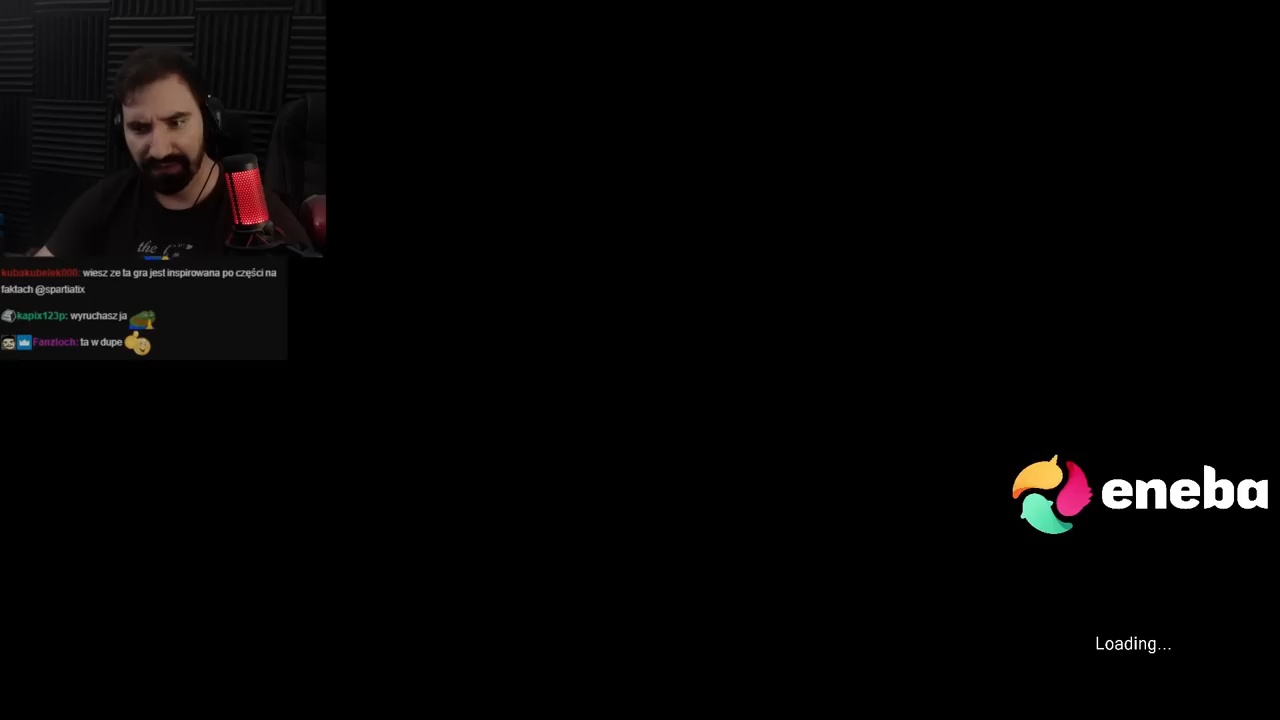 the
kubakubelek000: wiesz ze ta gra jest inspirowana po części na
faktach @spartiatix
kapix123p: wyruchasz ja
Fanzloch: ta w dupe
eneba
Loading...